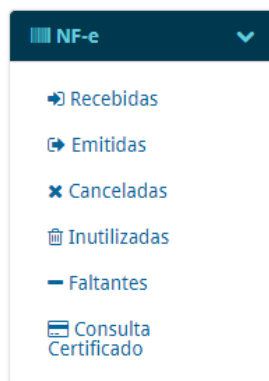 NF-e
Recebidas
Emitidas
Canceladas
Inutilizadas
Faltantes
Consulta
Certificado